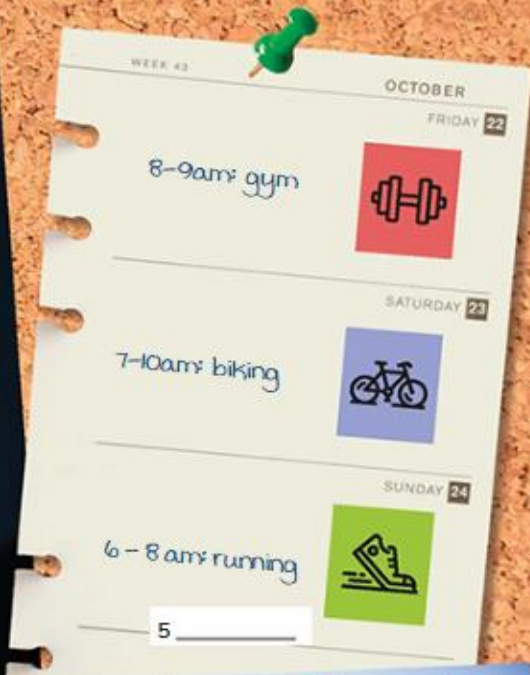 WEEK 43
OCTOBER
FRIDAY 22
8-9am: gym
SATURDAY 23
7-10am: biking
SUNDAY 24
6 - 8 am: running
5 ____________